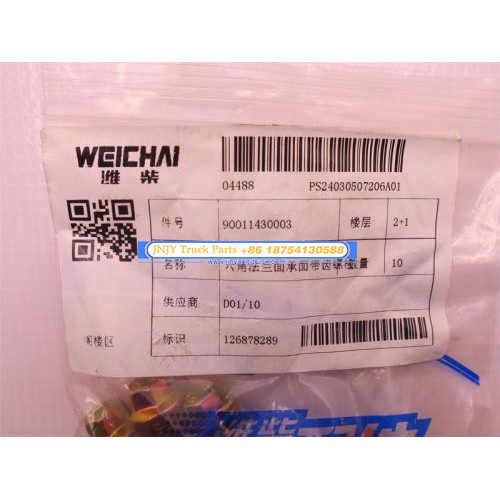 WEICHAI
潍柴
04488 PS24030507206A01
件号 90011430003 楼层 2+1
JNJY Truck Parts +86 18754130588
名称 六角法兰面承面带齿螺栓数量 10
供应商 D01/10
阁楼区 标识 126878289
潍柴